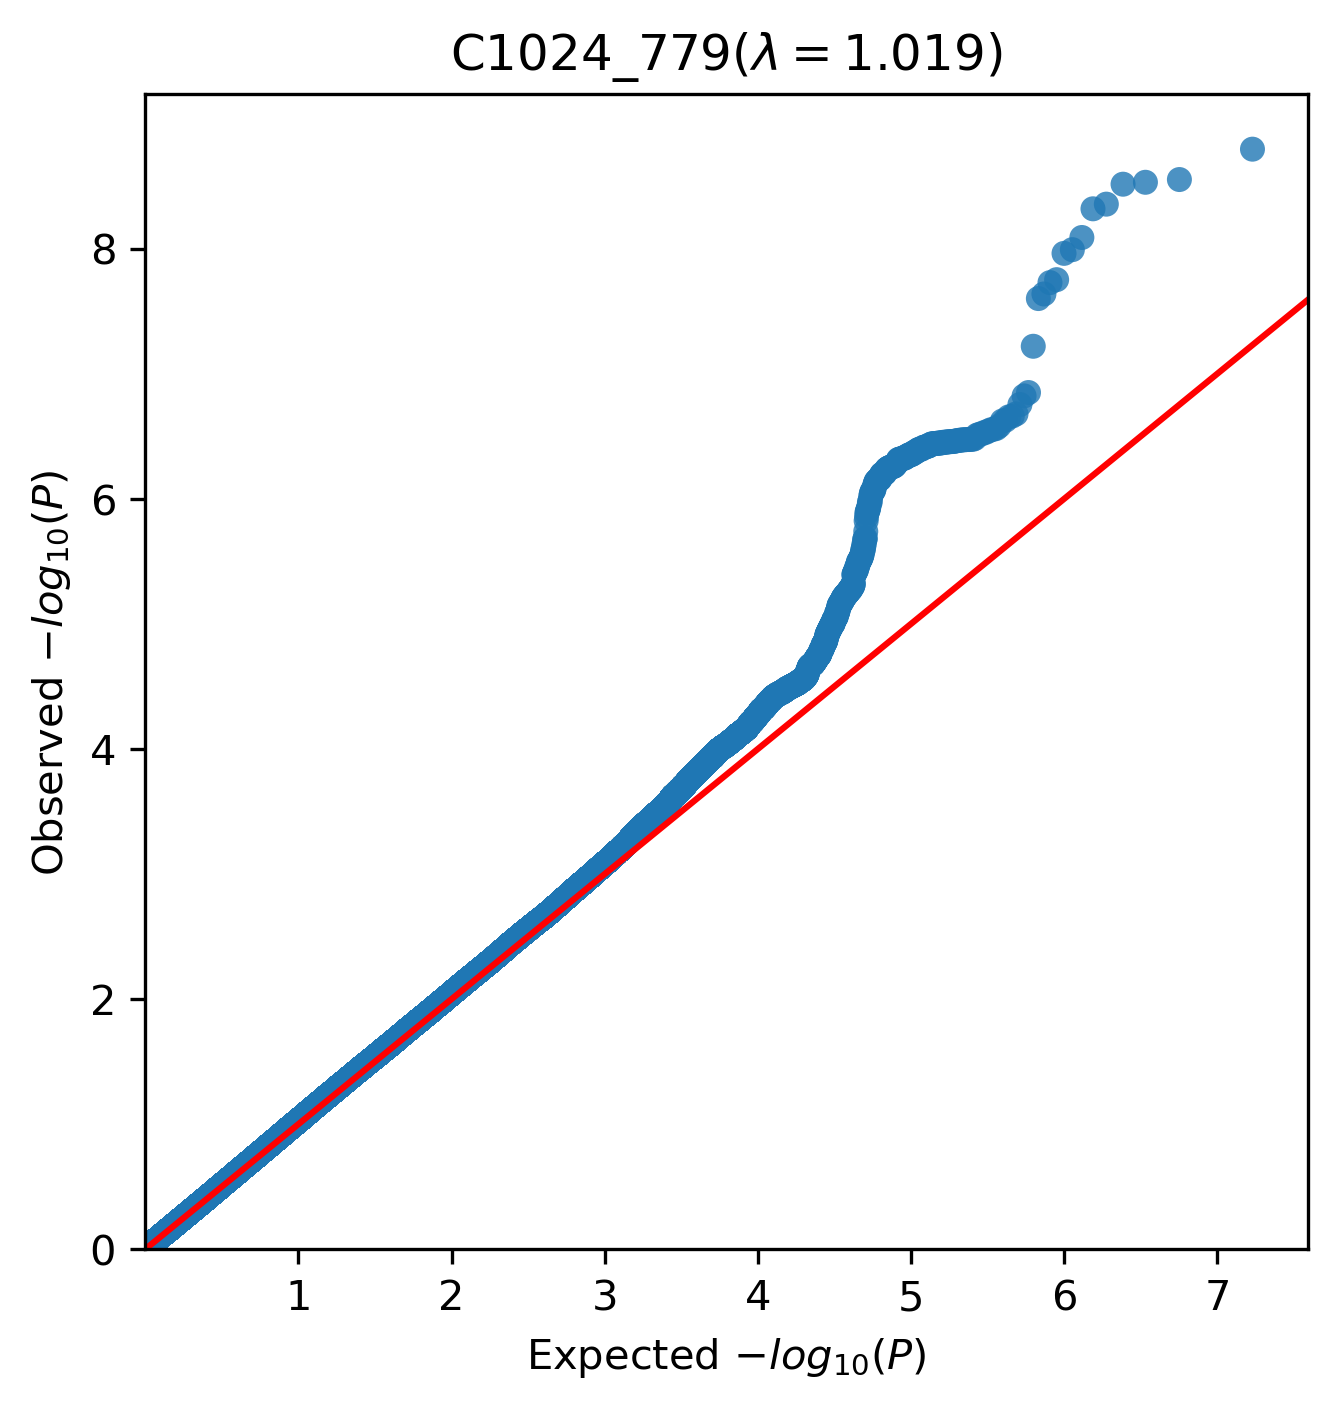 C1024_779(λ = 1.019)
8
6
4
2
0
Observed −log₁₀(P)
1 2 3 4 5 6 7
Expected −log₁₀(P)